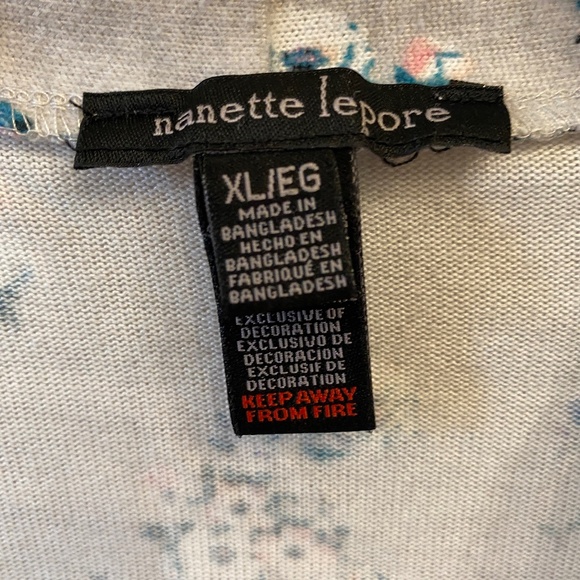 nanette lepore
XL/EG
MADE IN
BANGLADESH
HECHO EN
BANGLADESH
FABRIQUÉ EN
BANGLADESH
EXCLUSIVE OF
DECORATION
EXCLUSIVO DE
DECORACION
EXCLUSIF DE
DÉCORATION
KEEP AWAY
FROM FIRE